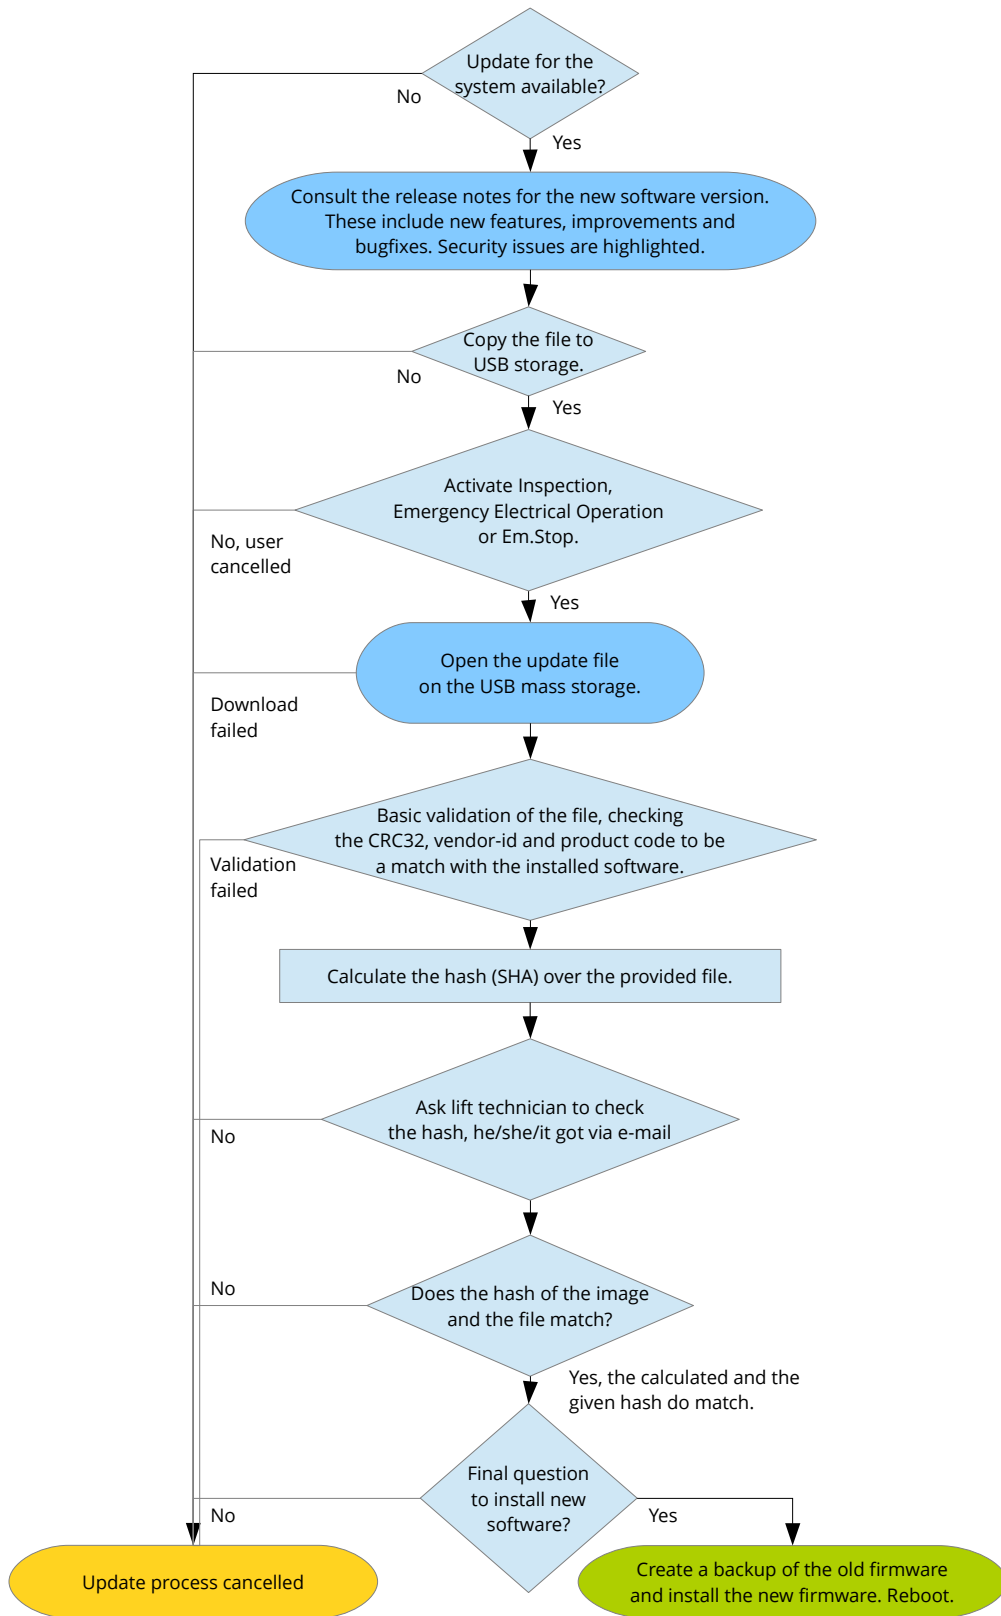 Update for the
system available?
No
Yes
Consult the release notes for the new software version.
These include new features, improvements and
bugfixes. Security issues are highlighted.
Copy the file to
USB storage.
No
Yes
Activate Inspection,
Emergency Electrical Operation
or Em.Stop.
No, user
cancelled
Yes
Open the update file
on the USB mass storage.
Download
failed
Basic validation of the file, checking
the CRC32, vendor-id and product code to be
a match with the installed software.
Validation
failed
Calculate the hash (SHA) over the provided file.
Ask lift technician to check
the hash, he/she/it got via e-mail
No
No
Does the hash of the image
and the file match?
Yes, the calculated and the
given hash do match.
Final question
to install new
software?
No
Yes
Update process cancelled
Create a backup of the old firmware
and install the new firmware. Reboot.